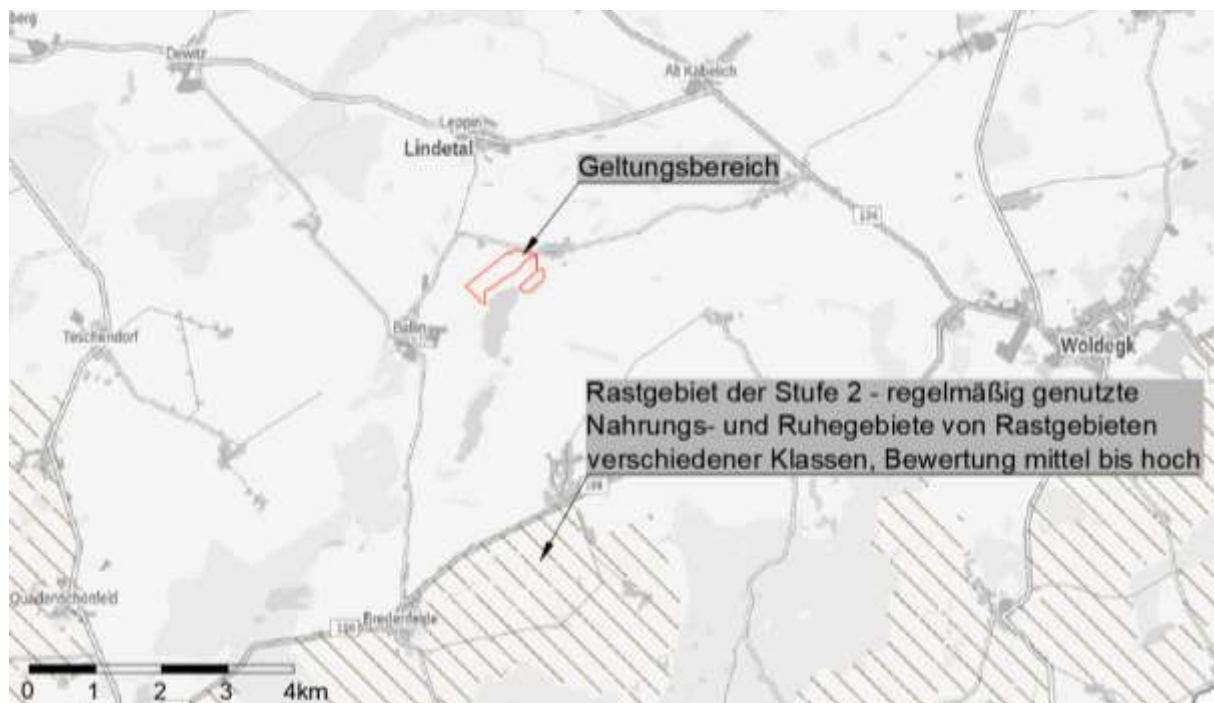 berg
Dewitz
Alt Käbelich
Leppin
Lindetal
Geltungsbereich
104
Ballin
Teschendorf
Woldegk
Rastgebiet der Stufe 2 - regelmäßig genutzte
Nahrungs- und Ruhegebiete von Rastgebieten
verschiedener Klassen, Bewertung mittel bis hoch
198
Quadenschönfeld
Bredenfelde
198
0 1 2 3 4km